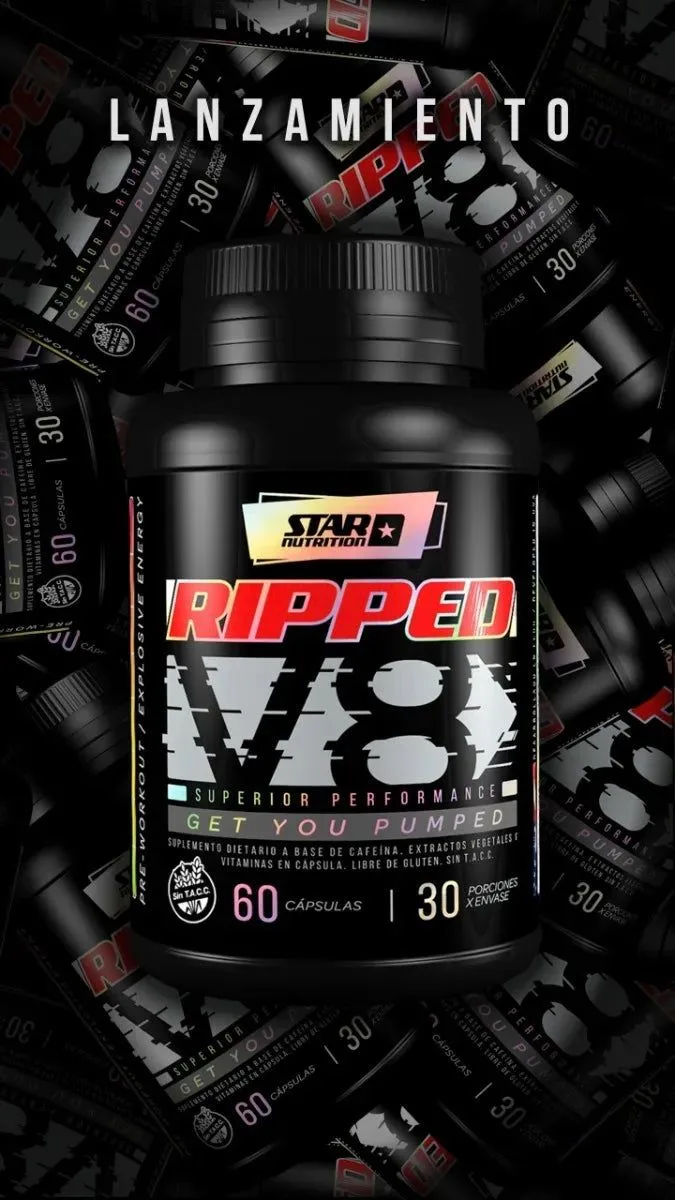 LANZAMIENTO
STAR
NUTRITION
RIPPED
V8
SUPERIOR PERFORMANCE
GET YOU PUMPED
SUPLEMENTO DIETARIO A BASE DE CAFEÍNA, EXTRACTOS VEGETALES Y
VITAMINAS EN CÁPSULA. LIBRE DE GLUTEN. SIN T.A.C.C.
Sin T.A.C.C.
60 CÁPSULAS | 30 PORCIONES
X ENVASE
PRE-WORKOUT / EXPLOSIVE ENERGY